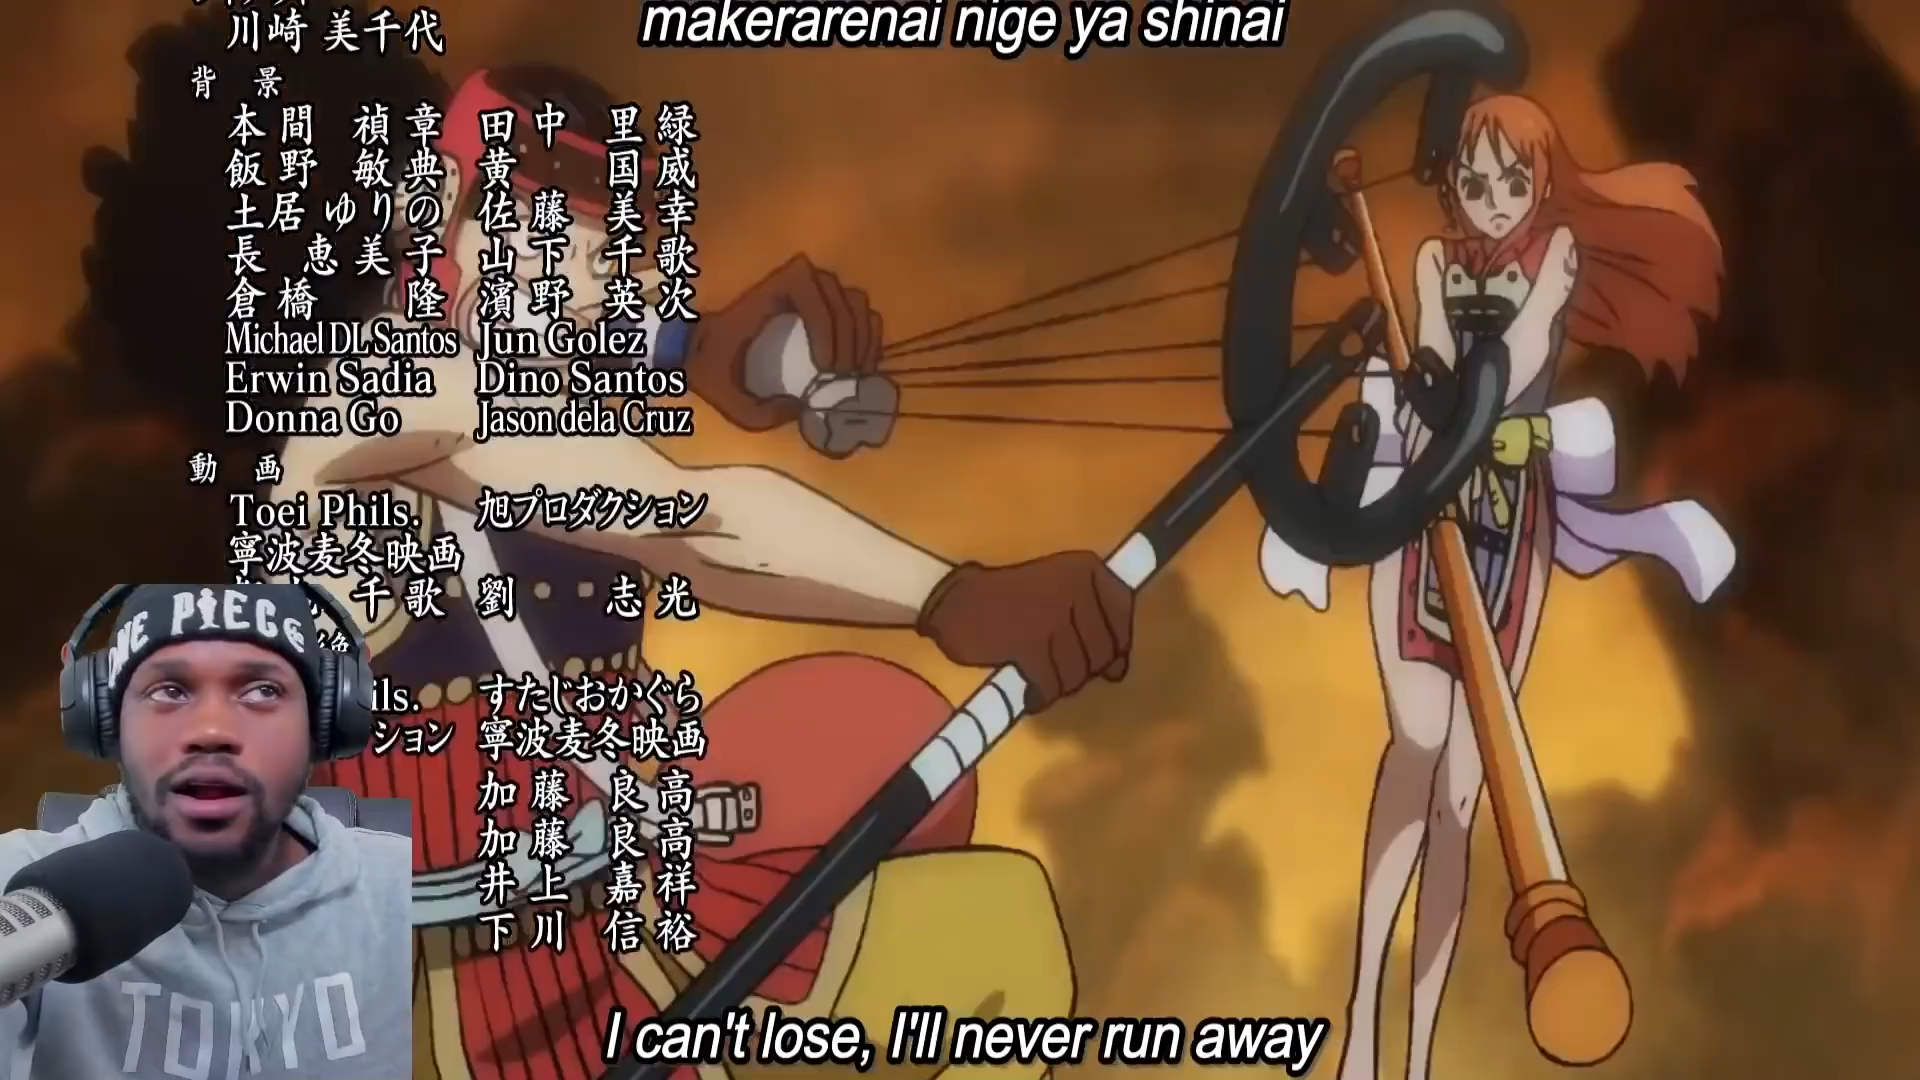 川崎 美千代
makerarenai nige ya shinai
背景
本間 禎章 田中 里緑
飯野 敏典 黄 国威
土居 ゆりの 佐藤 美幸
長 恵美子 山下 千歌
倉橋 隆 濱野 英次
Michael DL Santos Jun Golez
Erwin Sadia Dino Santos
Donna Go Jason dela Cruz
動画
Toei Phils. 旭プロダクション
寧波麦冬映画
千歌 劉 志光
ils. すたじおかぐら
ション 寧波麦冬映画
加藤 良高
加藤 良高
井上 嘉祥
下川 信裕
ONE PIECE
TOKYO
I can't lose, I'll never run away